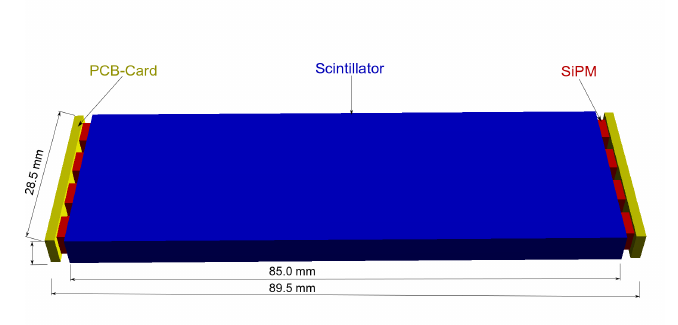 PCB-Card
Scintillator
SiPM
28.5 mm
85.0 mm
89.5 mm